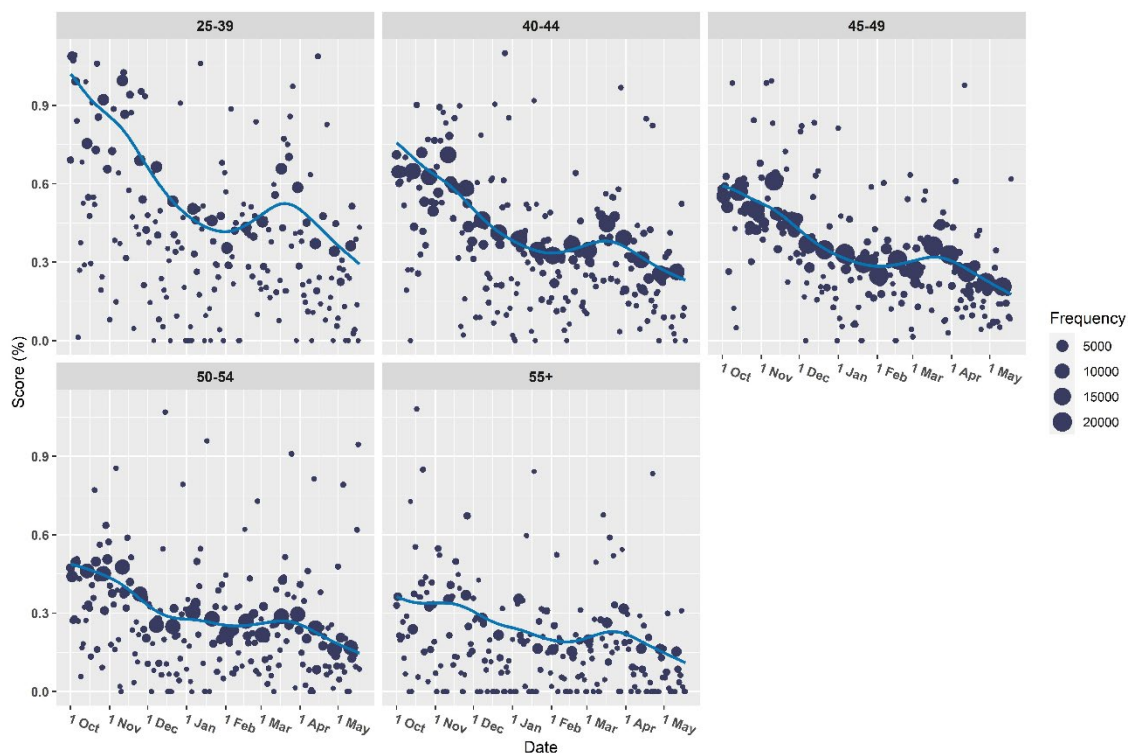 25-39
40-44
45-49
0.9
0.6
0.3
0.0
Score (%)
1 Oct
1 Nov
1 Dec
1 Jan
1 Feb
1 Mar
1 Apr
1 May
Frequency
5000
10000
15000
20000
50-54
55+
0.9
0.6
0.3
0.0
1 Oct
1 Nov
1 Dec
1 Jan
1 Feb
1 Mar
1 Apr
1 May
1 Oct
1 Nov
1 Dec
1 Jan
1 Feb
1 Mar
1 Apr
1 May
Date